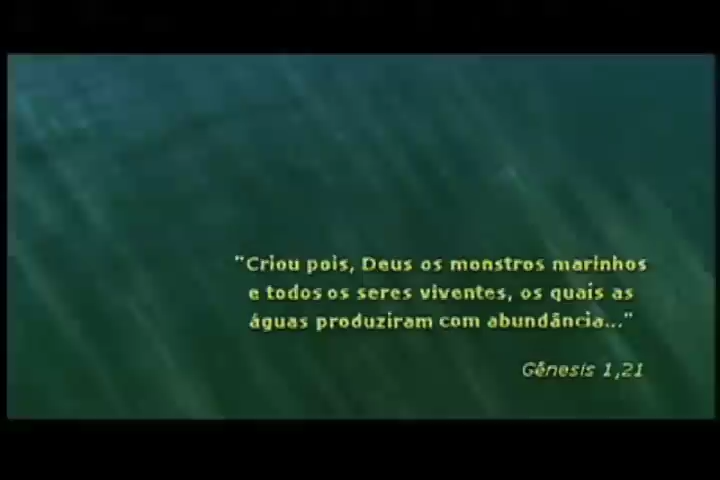 "Criou pois, Deus os monstros marinhos
e todos os seres viventes, os quais as
águas produziram com abundância..."
Gênesis 1,21